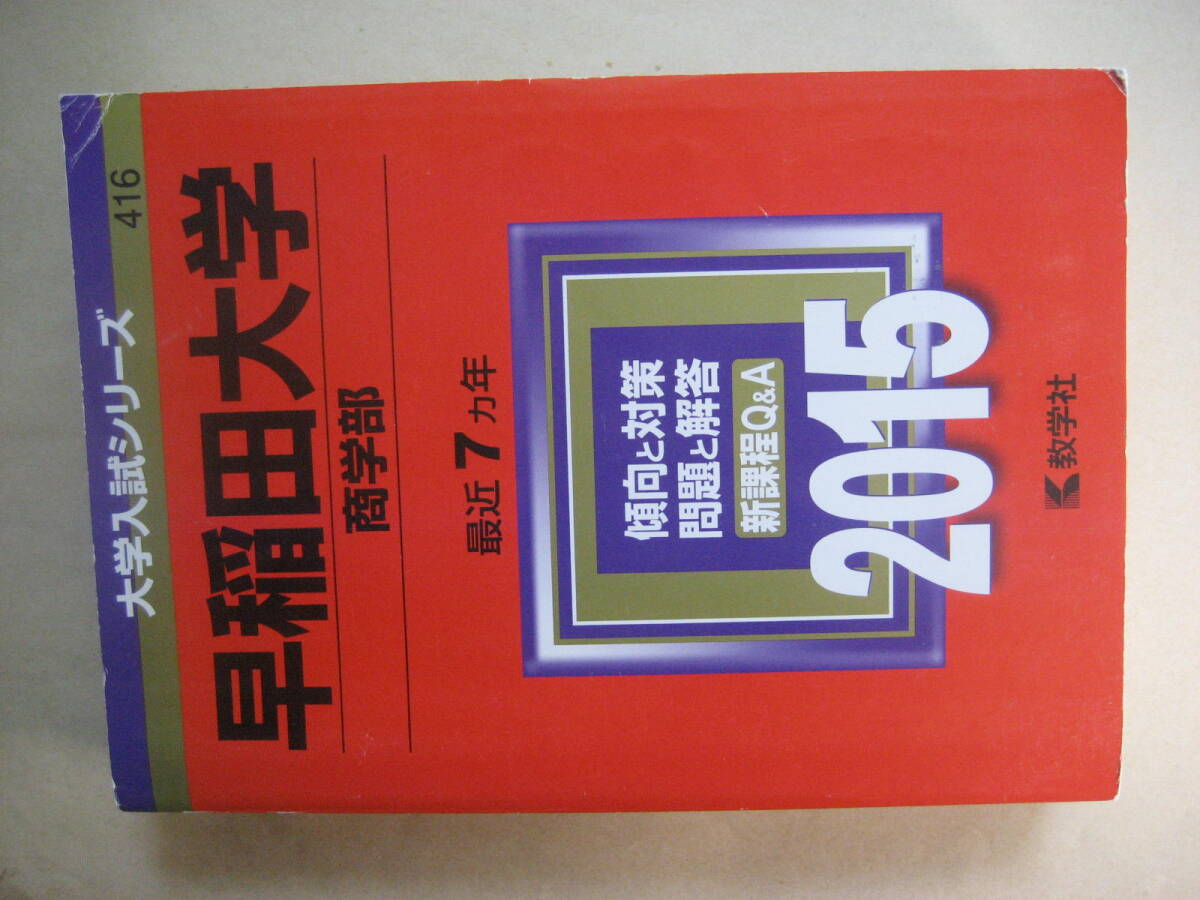 大学入試シリーズ
416
早稲田大学
商学部
最近7ヵ年
傾向と対策
問題と解答
新課程Q&A
2015
教学社